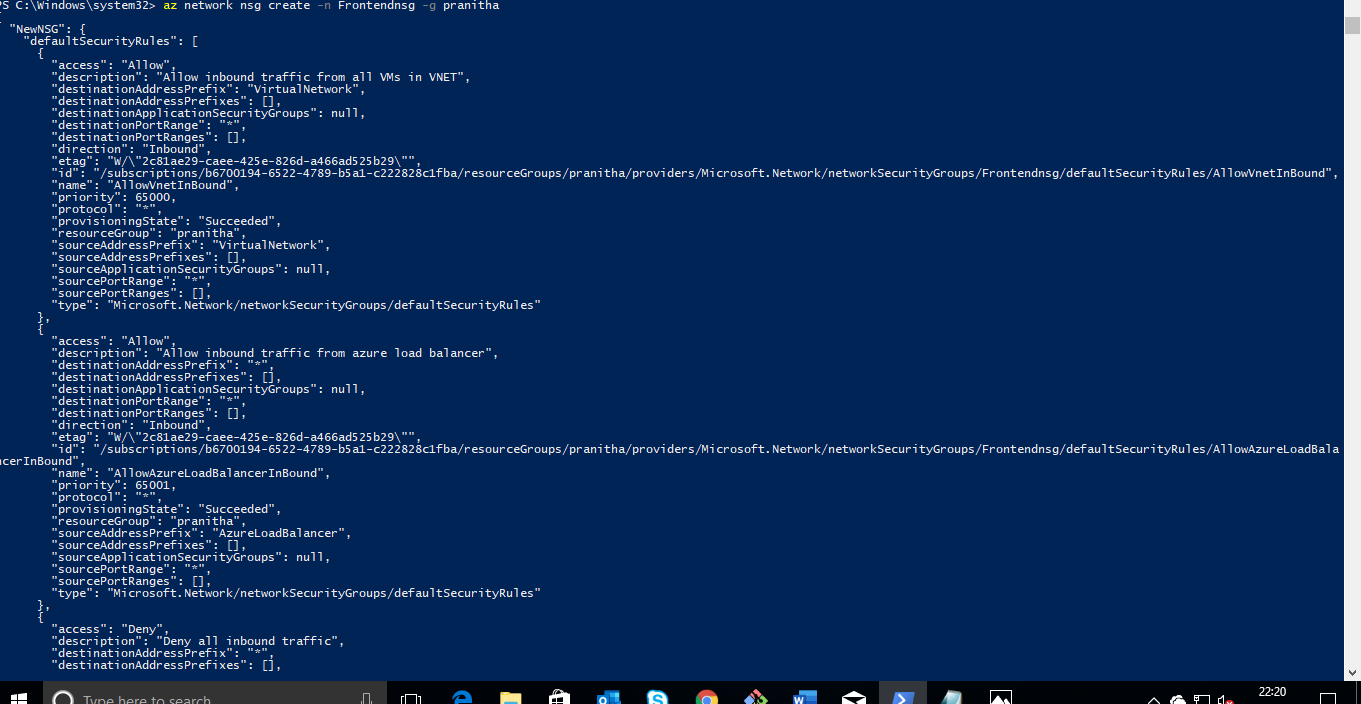 PS C:\Windows\system32> az network nsg create -n Frontendnsg -g pranitha
{
  "NewNSG": {
    "defaultSecurityRules": [
      {
        "access": "Allow",
        "description": "Allow inbound traffic from all VMs in VNET",
        "destinationAddressPrefix": "VirtualNetwork",
        "destinationAddressPrefixes": [],
        "destinationApplicationSecurityGroups": null,
        "destinationPortRange": "*",
        "destinationPortRanges": [],
        "direction": "Inbound",
        "etag": "W/\"2c81ae29-caee-425e-826d-a466ad525b29\"",
        "id": "/subscriptions/b6700194-6522-4789-b5a1-c222828c1fba/resourceGroups/pranitha/providers/Microsoft.Network/networkSecurityGroups/Frontendnsg/defaultSecurityRules/AllowVnetInBound",
        "name": "AllowVnetInBound",
        "priority": 65000,
        "protocol": "*",
        "provisioningState": "Succeeded",
        "resourceGroup": "pranitha",
        "sourceAddressPrefix": "VirtualNetwork",
        "sourceAddressPrefixes": [],
        "sourceApplicationSecurityGroups": null,
        "sourcePortRange": "*",
        "sourcePortRanges": [],
        "type": "Microsoft.Network/networkSecurityGroups/defaultSecurityRules"
      },
      {
        "access": "Allow",
        "description": "Allow inbound traffic from azure load balancer",
        "destinationAddressPrefix": "*",
        "destinationAddressPrefixes": [],
        "destinationApplicationSecurityGroups": null,
        "destinationPortRange": "*",
        "destinationPortRanges": [],
        "direction": "Inbound",
        "etag": "W/\"2c81ae29-caee-425e-826d-a466ad525b29\"",
        "id": "/subscriptions/b6700194-6522-4789-b5a1-c222828c1fba/resourceGroups/pranitha/providers/Microsoft.Network/networkSecurityGroups/Frontendnsg/defaultSecurityRules/AllowAzureLoadBala
ncerInBound",
        "name": "AllowAzureLoadBalancerInBound",
        "priority": 65001,
        "protocol": "*",
        "provisioningState": "Succeeded",
        "resourceGroup": "pranitha",
        "sourceAddressPrefix": "AzureLoadBalancer",
        "sourceAddressPrefixes": [],
        "sourceApplicationSecurityGroups": null,
        "sourcePortRange": "*",
        "sourcePortRanges": [],
        "type": "Microsoft.Network/networkSecurityGroups/defaultSecurityRules"
      },
      {
        "access": "Deny",
        "description": "Deny all inbound traffic",
        "destinationAddressPrefix": "*",
        "destinationAddressPrefixes": [],
Type here to search
22:20